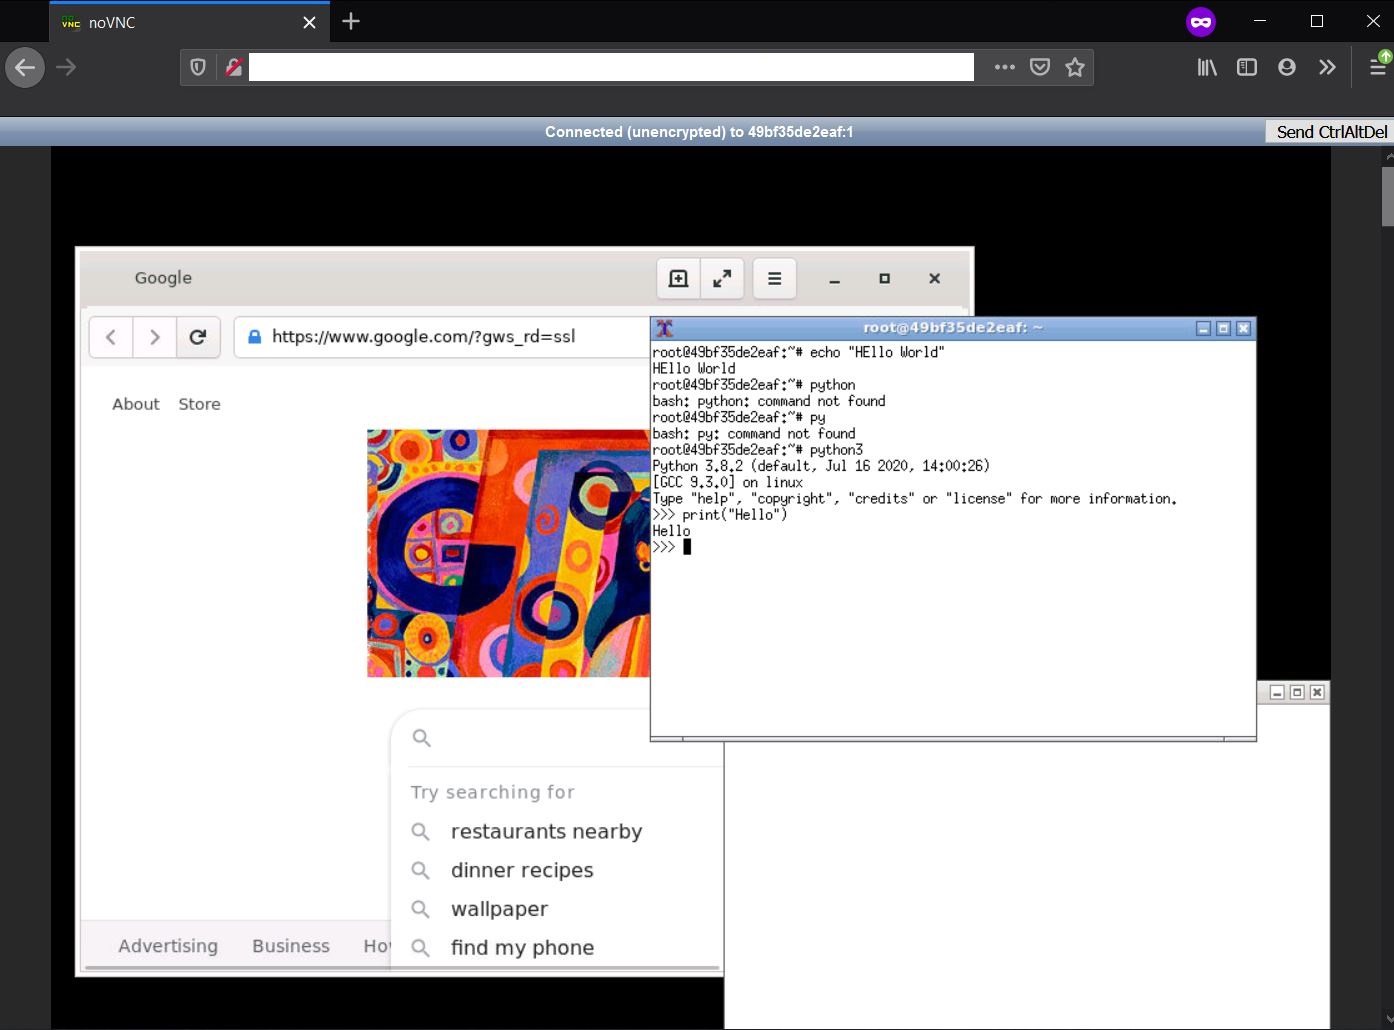 noVNC
Connected (unencrypted) to 49bf35de2eaf:1
Send CtrlAltDel
Google
https://www.google.com/?gws_rd=ssl
About Store
Try searching for
restaurants nearby
dinner recipes
wallpaper
find my phone
Advertising Business How
root@49bf35de2eaf: ~
root@49bf35de2eaf:~# echo "HEllo World"
HEllo World
root@49bf35de2eaf:~# python
bash: python: command not found
root@49bf35de2eaf:~# py
bash: py: command not found
root@49bf35de2eaf:~# python3
Python 3.8.2 (default, Jul 16 2020, 14:00:26)
[GCC 9.3.0] on linux
Type "help", "copyright", "credits" or "license" for more information.
>>> print("Hello")
Hello
>>>